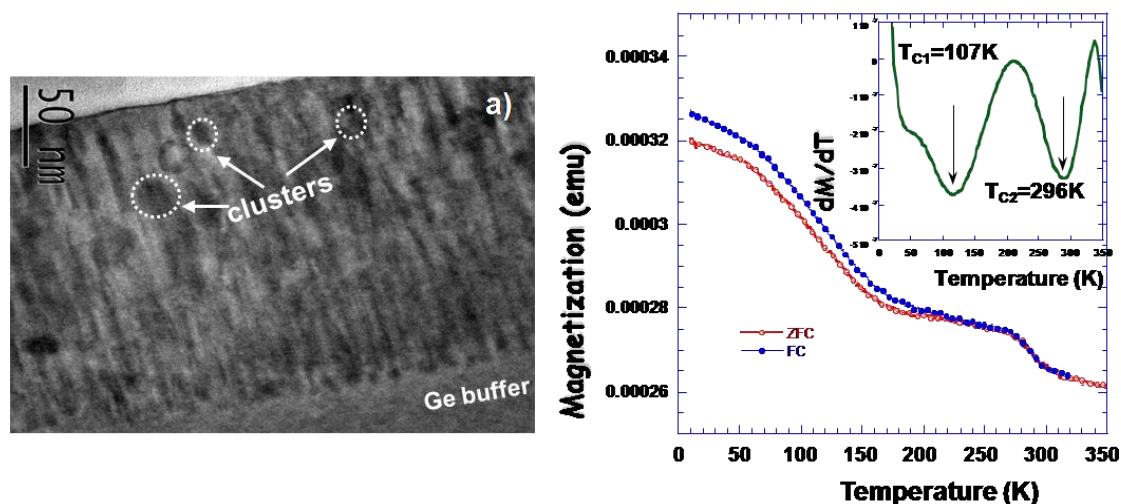 50 nm
a)
clusters
Ge buffer
0.00034
0.00032
0.0003
0.00028
0.00026
Magnetization (emu)
0 50 100 150 200 250 300 350
Temperature (K)
ZFC
FC
T_C1=107K
T_C2=296K
dM/dT
0 50 100 150 200 250 300 350
Temperature (K)